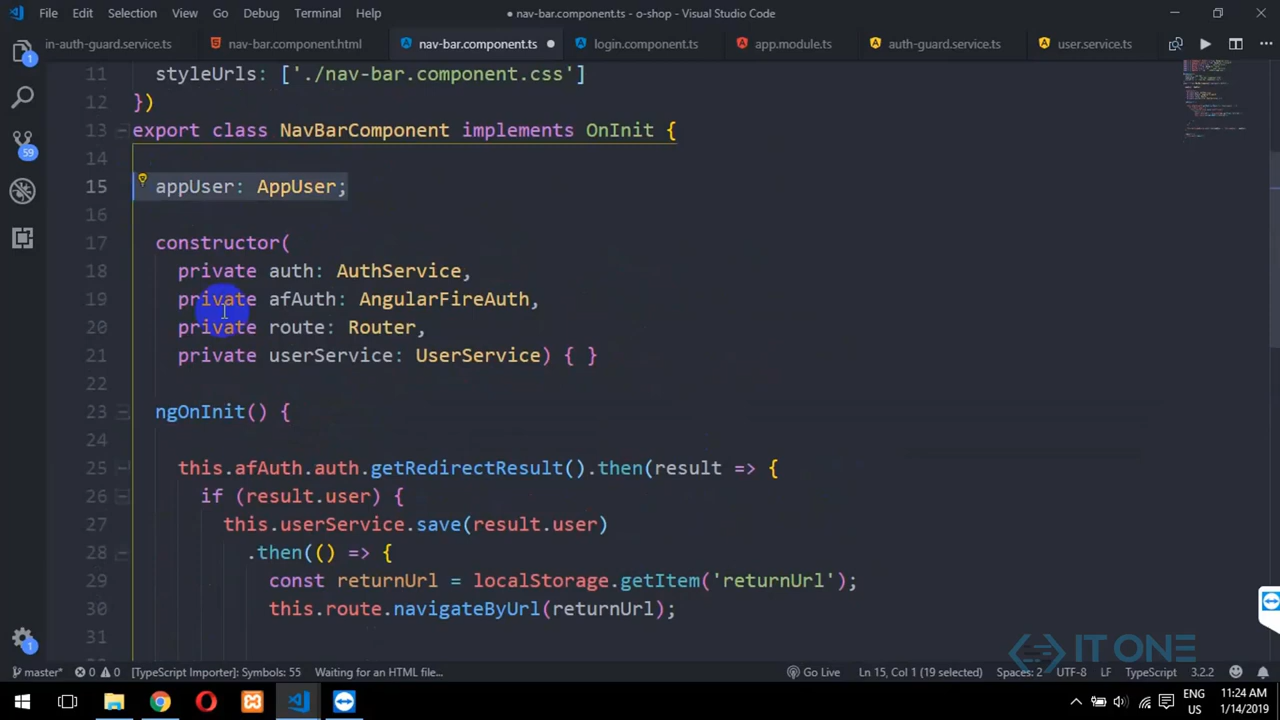 File Edit Selection View Go Debug Terminal Help
● nav-bar.component.ts - o-shop - Visual Studio Code
in-auth-guard.service.ts
nav-bar.component.html
nav-bar.component.ts
login.component.ts
app.module.ts
auth-guard.service.ts
user.service.ts
11 styleUrls: ['./nav-bar.component.css']
12 })
13 export class NavBarComponent implements OnInit {
14
15 appUser: AppUser;
16
17 constructor(
18 private auth: AuthService,
19 private afAuth: AngularFireAuth,
20 private route: Router,
21 private userService: UserService) { }
22
23 ngOnInit() {
24
25 this.afAuth.auth.getRedirectResult().then(result => {
26 if (result.user) {
27 this.userService.save(result.user)
28 .then(() => {
29 const returnUrl = localStorage.getItem('returnUrl');
30 this.route.navigateByUrl(returnUrl);
31
1
59
1
IT ONE
master* 0 0 [TypeScript Importer]: Symbols: 55 Waiting for an HTML file... Go Live Ln 15, Col 1 (19 selected) Spaces: 2 UTF-8 LF TypeScript 3.2.2
ENG 11:24 AM
US 1/14/2019